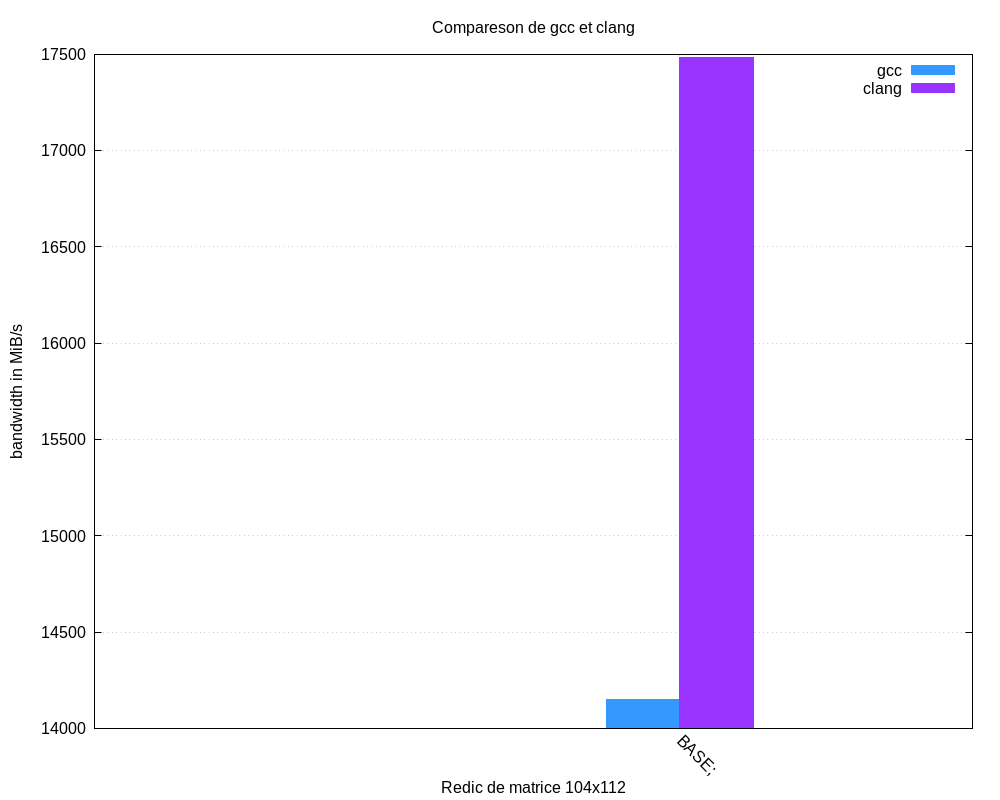 Compareson de gcc et clang
17500
17000
16500
16000
15500
15000
14500
14000
bandwidth in MiB/s
gcc
clang
BASE;
Redic de matrice 104x112